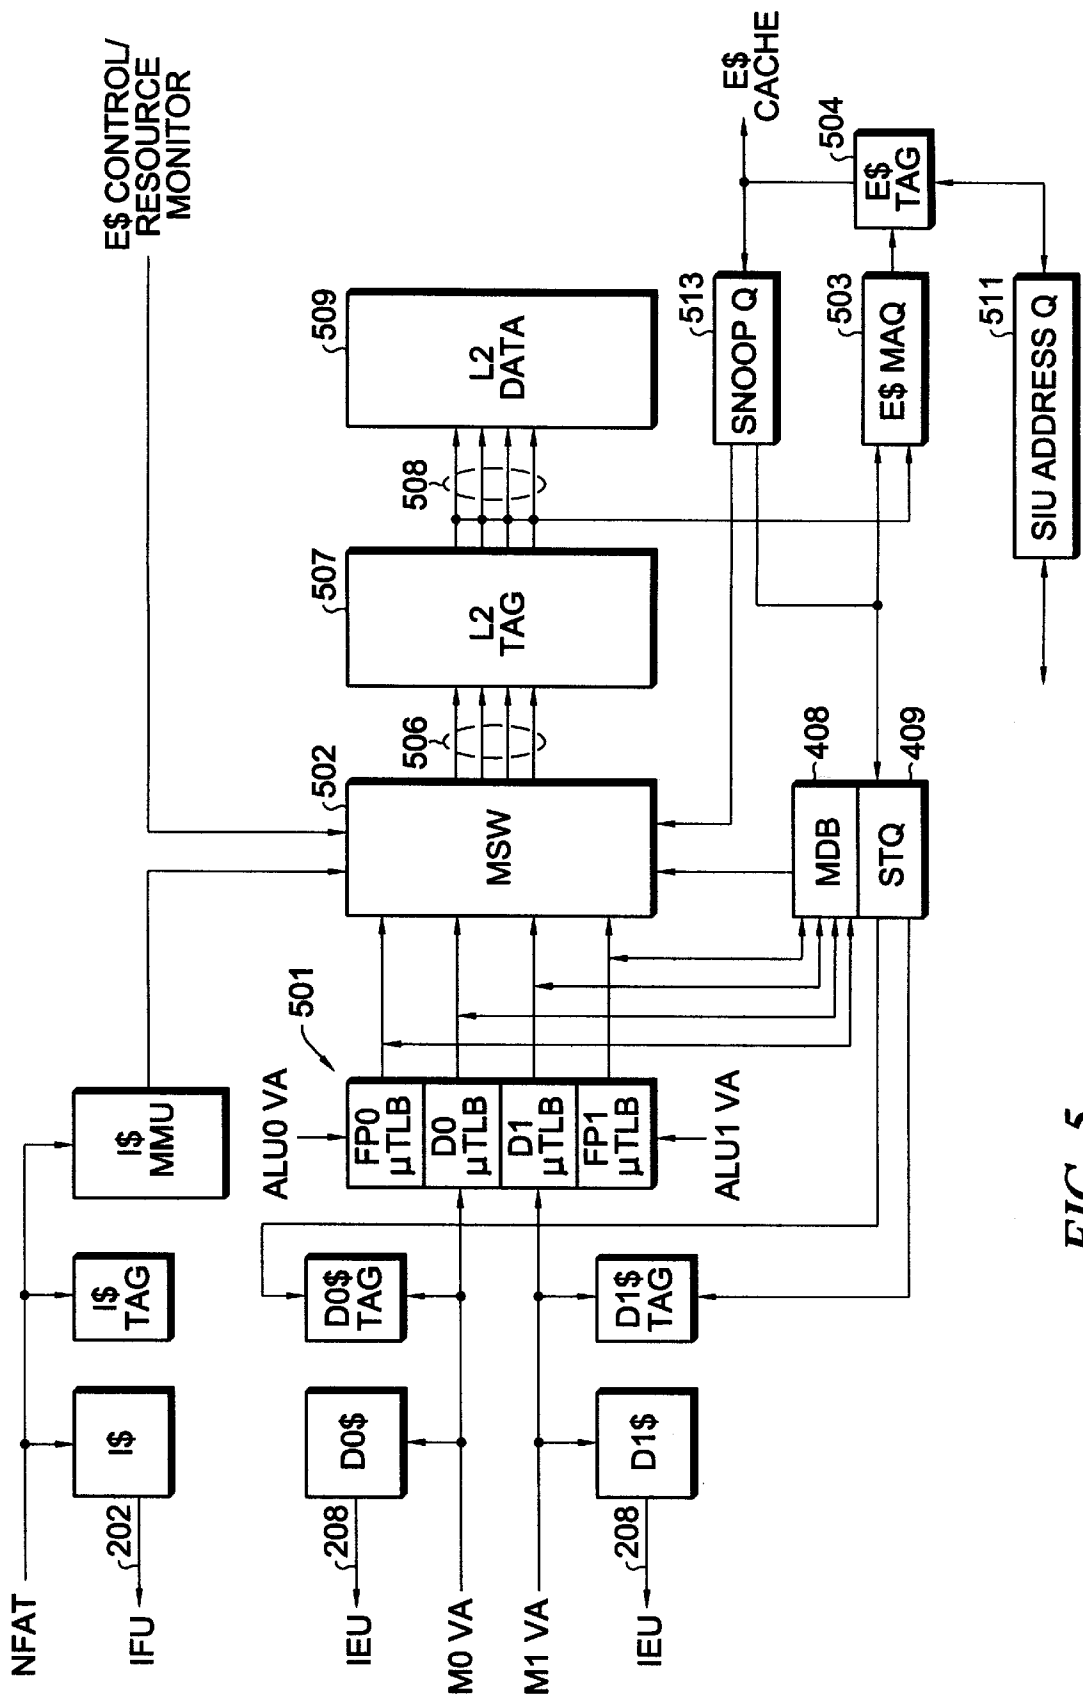 NFAT
202
IFU
I$
I$
TAG
I$
MMU
E$ CONTROL/
RESOURCE
MONITOR
IEU
208
D0$
D0$
TAG
M0 VA
M1 VA
IEU
208
D1$
D1$
TAG
ALU0 VA
501
FP0
µTLB
D0
µTLB
D1
µTLB
FP1
µTLB
ALU1 VA
502
MSW
506
507
L2
TAG
508
509
L2
DATA
MDB
408
STQ
409
513
SNOOP Q
E$
CACHE
503
E$ MAQ
504
E$
TAG
511
SIU ADDRESS Q
FIG. 5